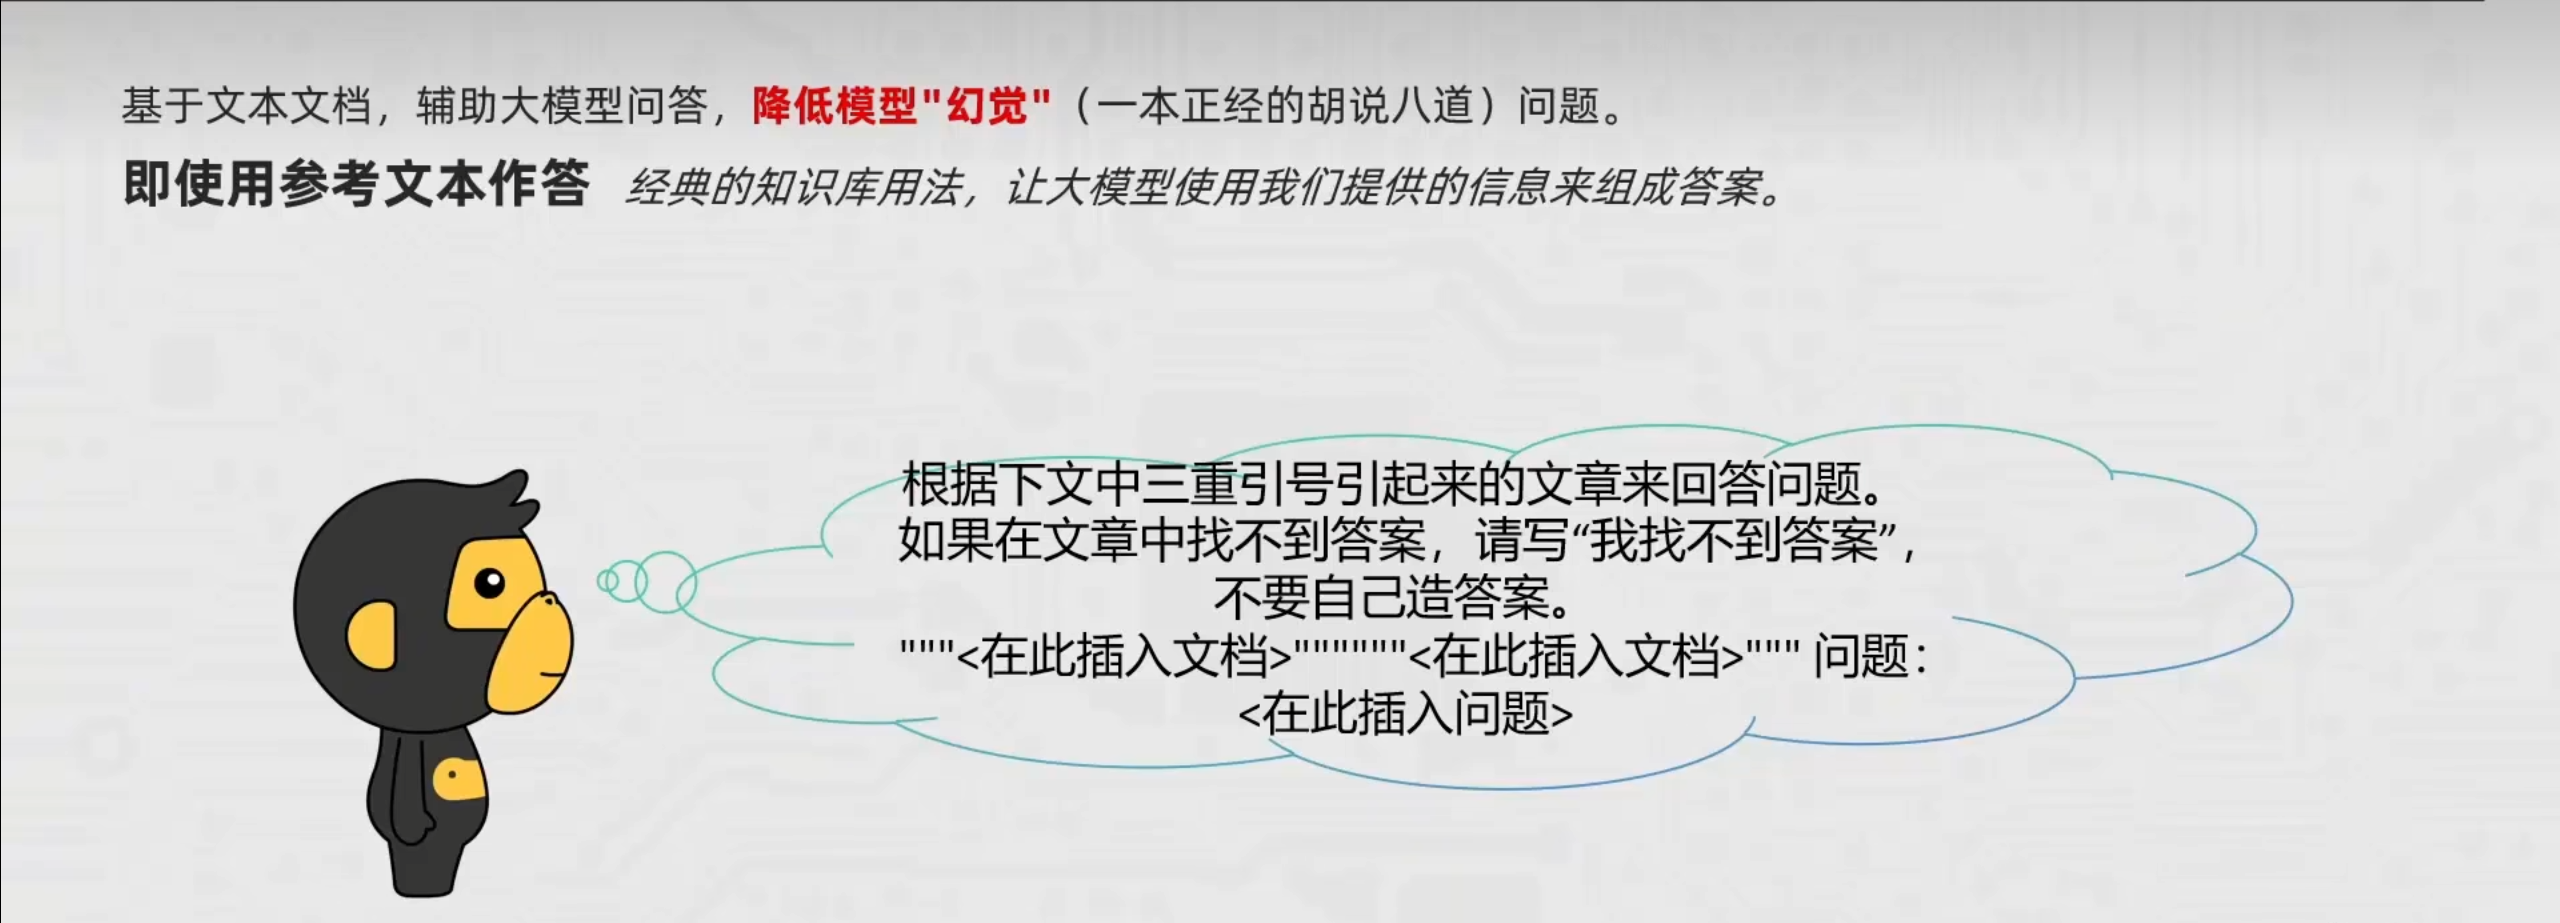 基于文本文档，辅助大模型问答，降低模型"幻觉"（一本正经的胡说八道）问题。
即使用参考文本作答 经典的知识库用法，让大模型使用我们提供的信息来组成答案。
根据下文中三重引号引起来的文章来回答问题。
如果在文章中找不到答案，请写“我找不到答案”，
不要自己造答案。
"""<在此插入文档>""""""<在此插入文档>""" 问题：
<在此插入问题>